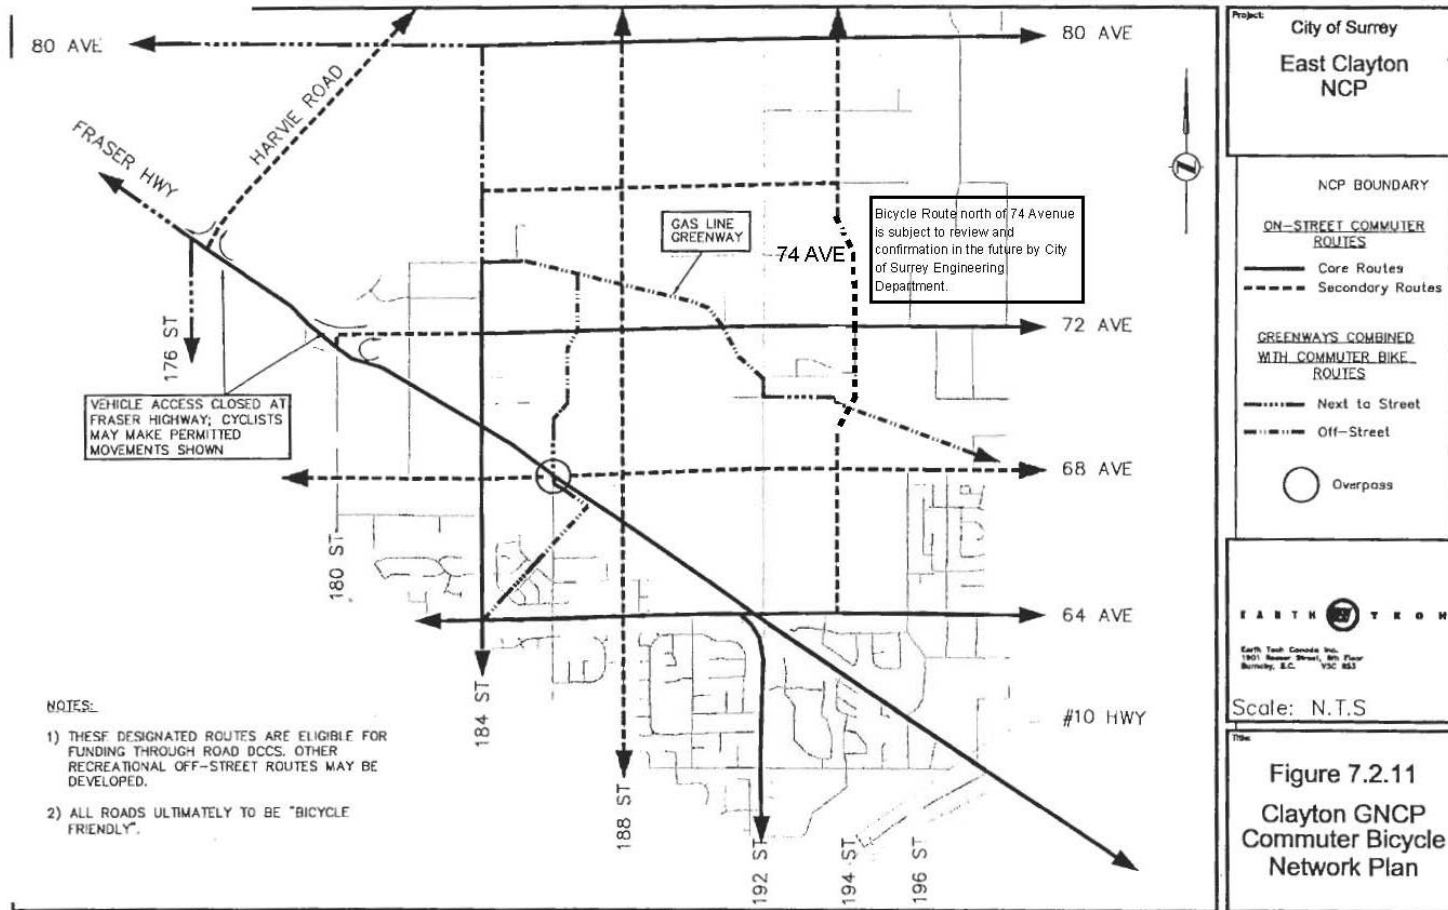 80 AVE
HARVIE ROAD
FRASER HWY
80 AVE
GAS LINE
GREENWAY
74 AVE
Bicycle Route north of 74 Avenue
is subject to review and
confirmation in the future by City
of Surrey Engineering
Department.
176 ST
72 AVE
VEHICLE ACCESS CLOSED AT
FRASER HIGHWAY; CYCLISTS
MAY MAKE PERMITTED
MOVEMENTS SHOWN
68 AVE
180 ST
64 AVE
184 ST
#10 HWY
188 ST
192 ST
194 ST
196 ST
NOTES:
1) THESE DESIGNATED ROUTES ARE ELIGIBLE FOR
FUNDING THROUGH ROAD DCCS. OTHER
RECREATIONAL OFF-STREET ROUTES MAY BE
DEVELOPED.
2) ALL ROADS ULTIMATELY TO BE "BICYCLE
FRIENDLY".
Project:
City of Surrey
East Clayton
NCP
NCP BOUNDARY
ON-STREET COMMUTER
ROUTES
Core Routes
Secondary Routes
GREENWAYS COMBINED
WITH COMMUTER BIKE
ROUTES
Next to Street
Off-Street
Overpass
EARTH TECH
Earth Tech Canada Inc.
Burnaby, B.C.
Scale: N.T.S
Title:
Figure 7.2.11
Clayton GNCP
Commuter Bicycle
Network Plan